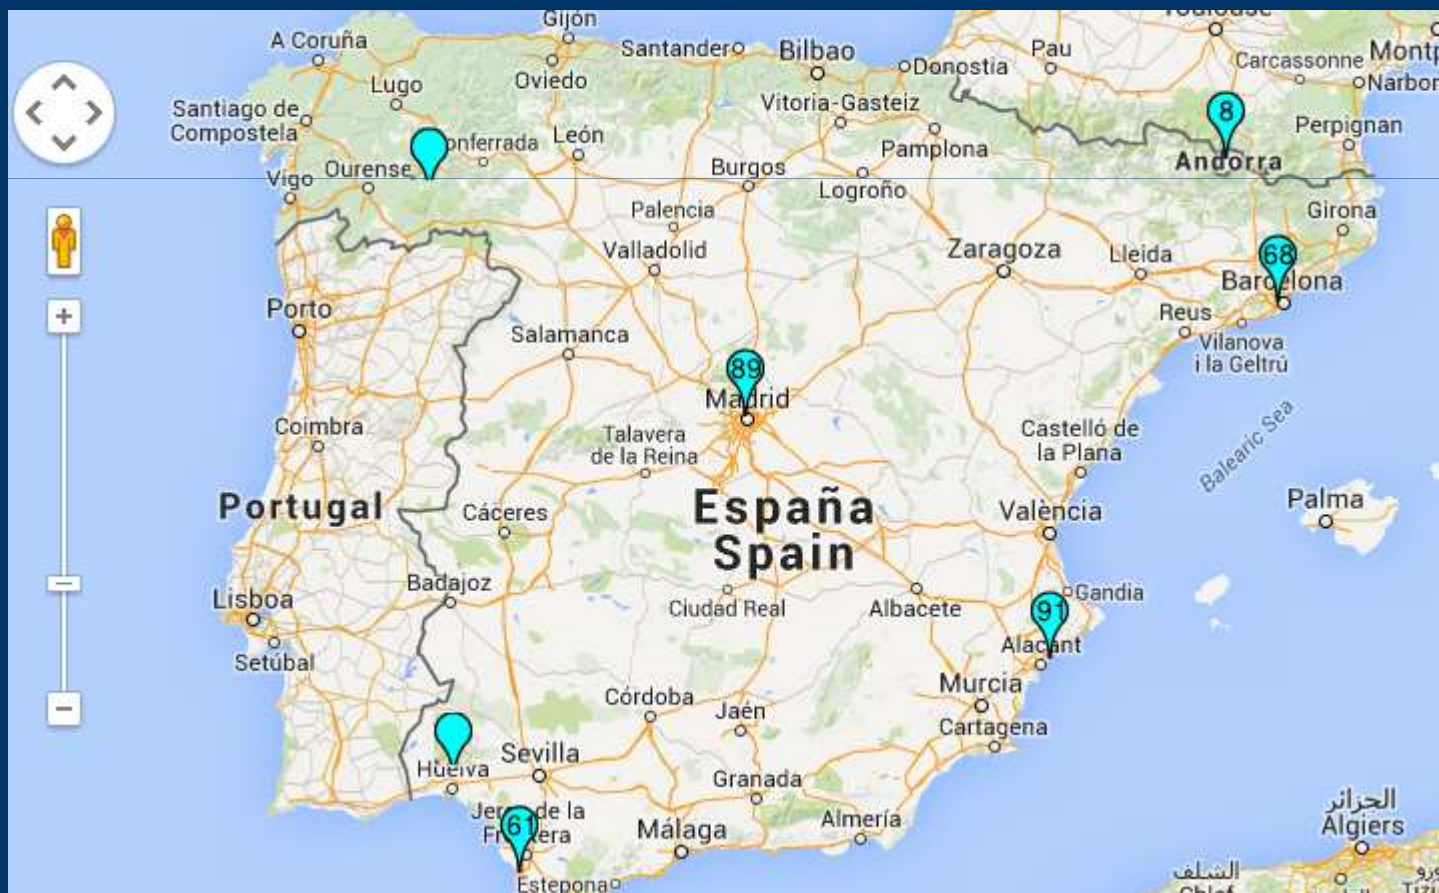 Gijón
Toulouse
A Coruña
Santander
Bilbao
Pau
Carcassonne
Oviedo
Donostia
Lugo
Vitoria-Gasteiz
8
Santiago de
Compostela
León
Perpignan
Pamplona
Andorra
Burgos
Ourense
Vigo
Logroño
Palencia
Girona
Valladolid
Zaragoza
Lleida
68
Barcelona
Porto
Reus
Salamanca
Vilanova
i la Geltrú
89
Madrid
Coimbra
Talavera
de la Reina
Castelló de
la Plana
Balearic Sea
Portugal
Cáceres
España
Spain
València
Palma
Badajoz
Lisboa
Ciudad Real
Albacete
Gandia
91
Alacant
Setúbal
Murcia
Córdoba
Jaén
Cartagena
Huelva
Sevilla
Granada
Jerez de la
Frontera
61
Málaga
Almería
الجزائر
Algiers
Estepona
الشلف